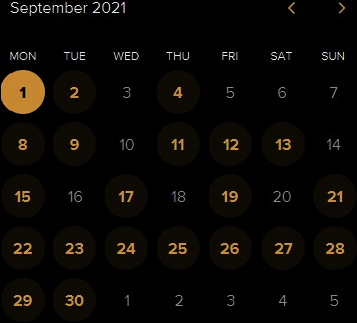 September 2021
MON TUE WED THU FRI SAT SUN
1 2 3 4 5 6 7
8 9 10 11 12 13 14
15 16 17 18 19 20 21
22 23 24 25 26 27 28
29 30 1 2 3 4 5